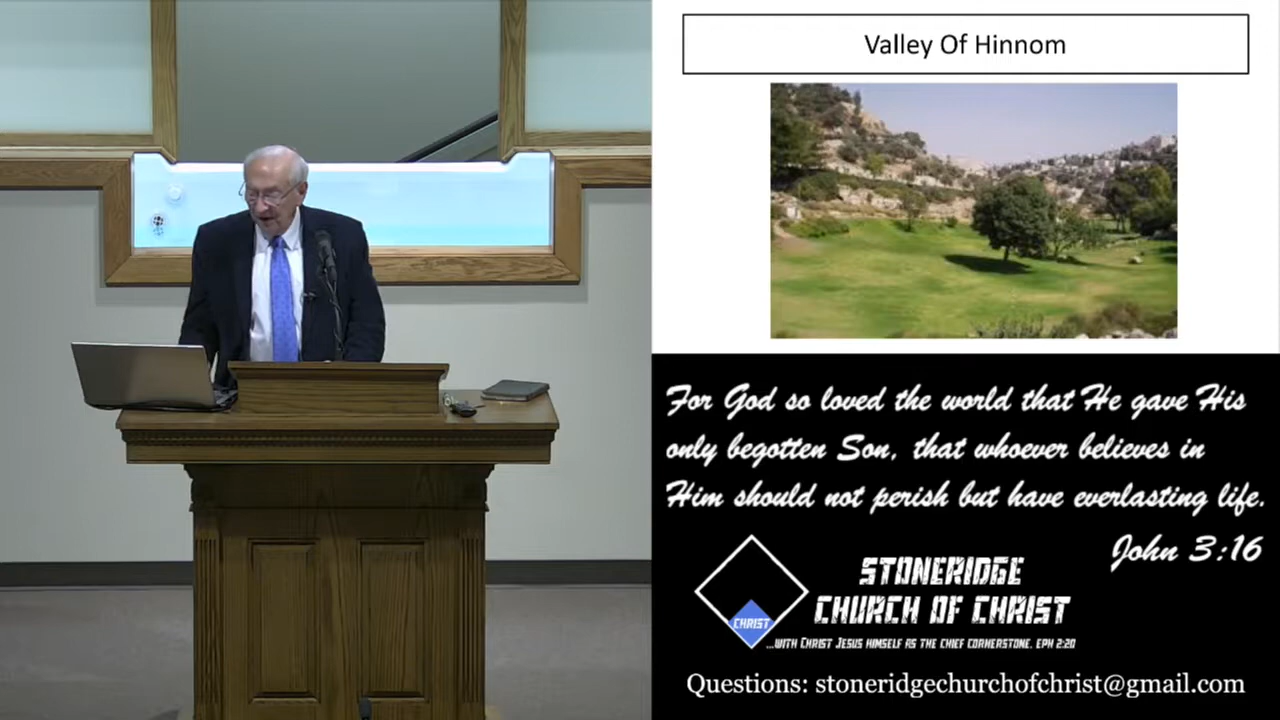 Valley Of Hinnom
For God so loved the world that He gave His
only begotten Son, that whoever believes in
Him should not perish but have everlasting life.
John 3:16
STONERIDGE
CHURCH OF CHRIST
CHRIST
...WITH CHRIST JESUS HIMSELF AS THE CHIEF CORNERSTONE. EPH 2:20
Questions: stoneridgechurchofchrist@gmail.com